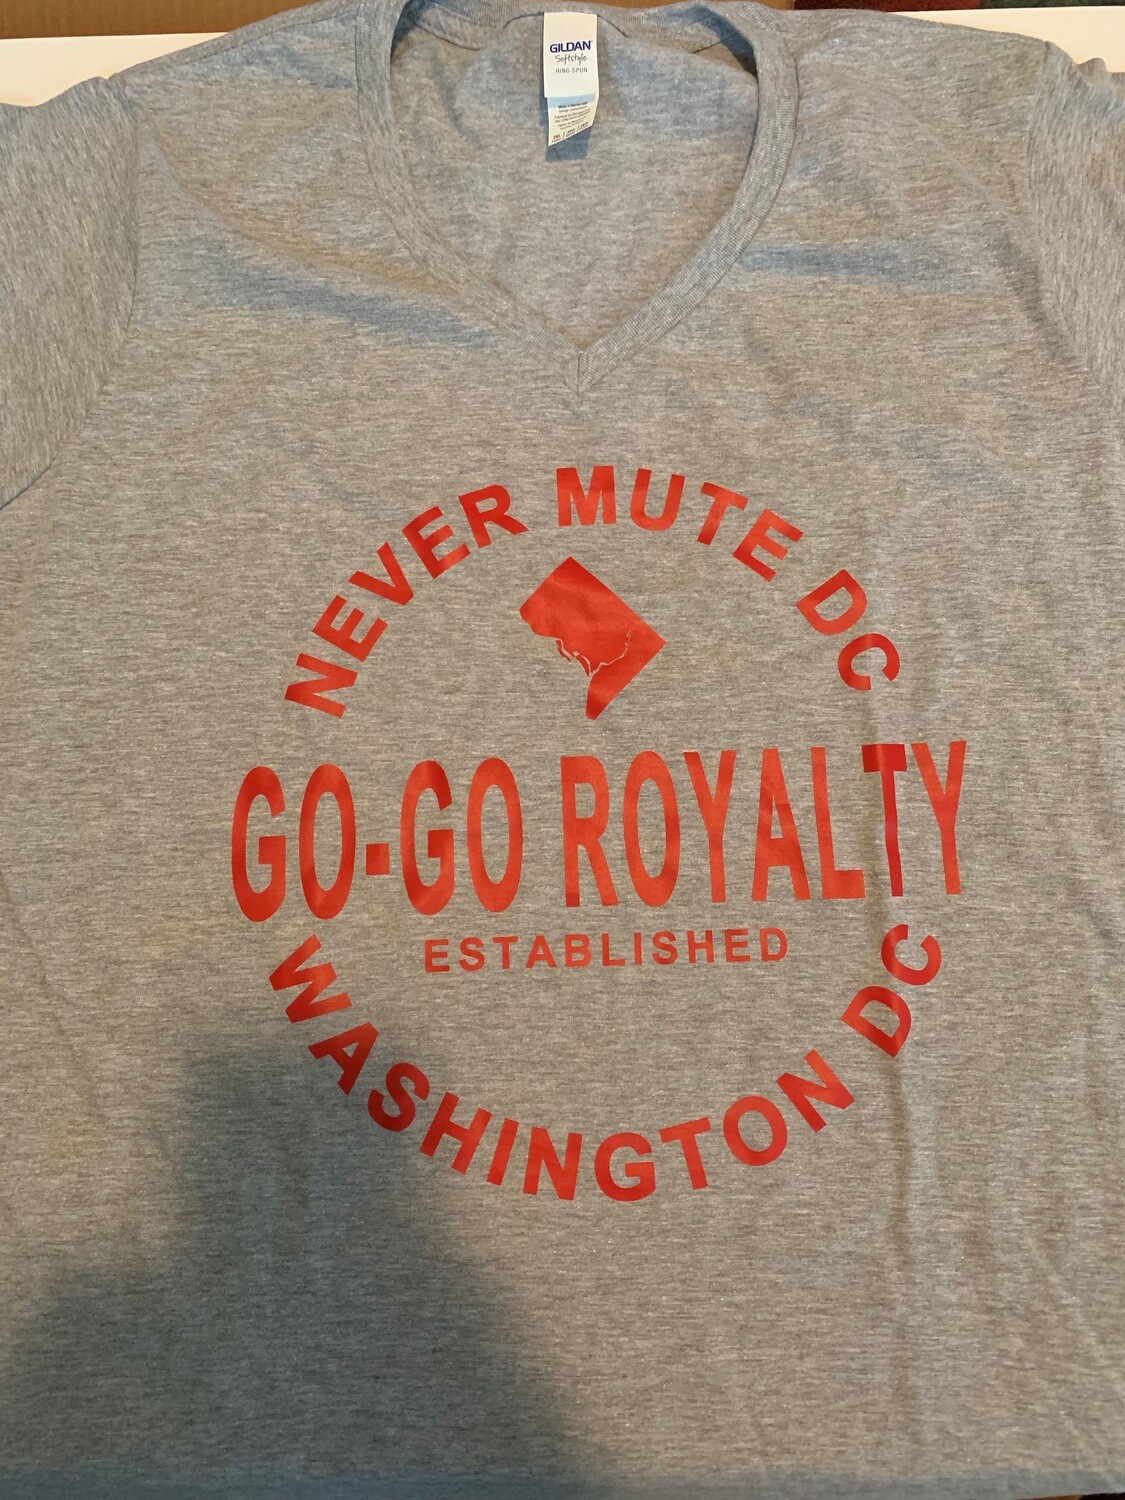 GILDAN
Softstyle
RING SPUN
NEVER MUTE DC
GO-GO ROYALTY
ESTABLISHED
WASHINGTON DC